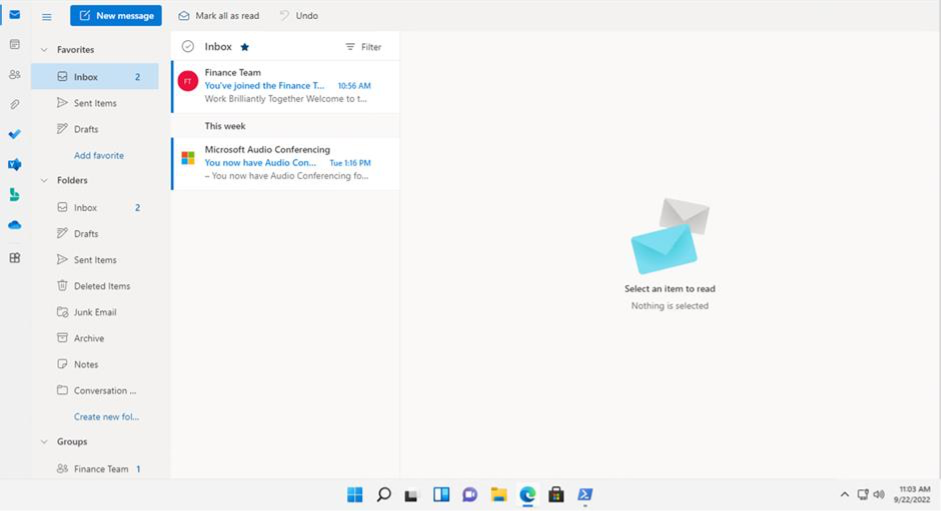 New message
Mark all as read
Undo
Favorites
Inbox 2
Sent Items
Drafts
Add favorite
Folders
Inbox 2
Drafts
Sent Items
Deleted Items
Junk Email
Archive
Notes
Conversation ...
Create new fol...
Groups
Finance Team 1
Inbox
Filter
FT
Finance Team
You've joined the Finance T... 10:56 AM
Work Brilliantly Together Welcome to t...
This week
Microsoft Audio Conferencing
You now have Audio Con... Tue 1:16 PM
– You now have Audio Conferencing fo...
Select an item to read
Nothing is selected
11:03 AM
9/22/2022